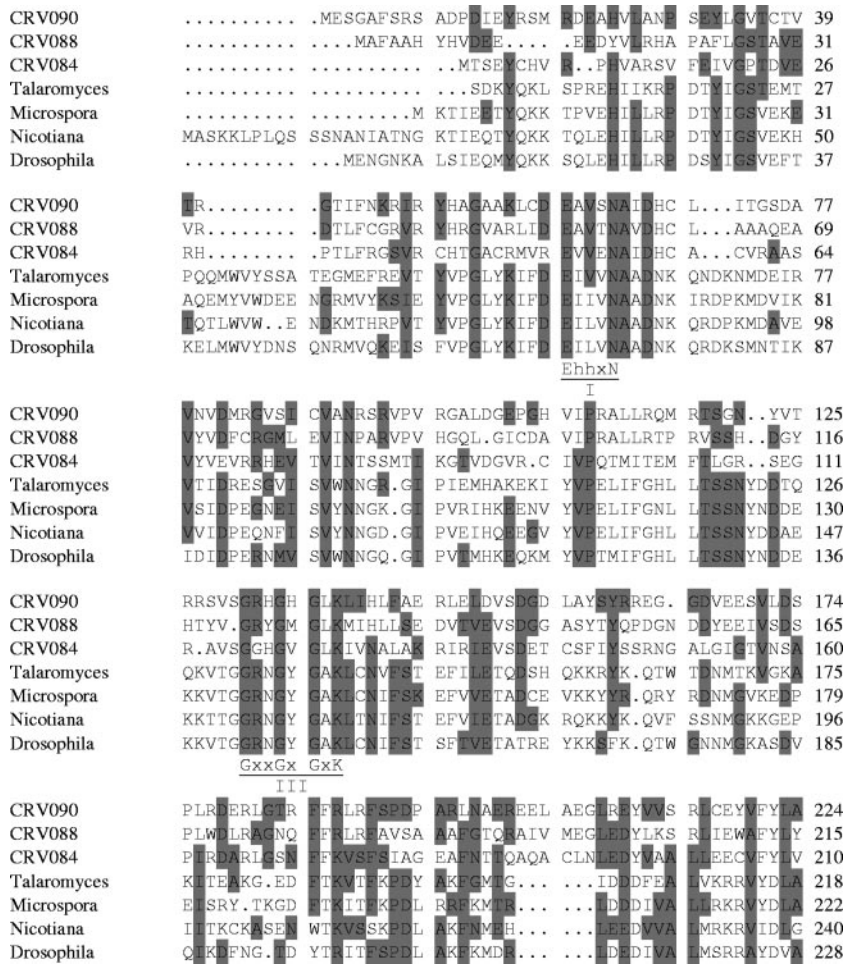 CRV090 .......... ..MESGAFSRS ADPDIEYRSM RDEAHVLANP SEYLGVTCTV 39
CRV088 .......... .....MAFAAH YHVDEE.... .EEDYVLRHA PAFLGSTAVE 31
CRV084 .......... .......... ..MTSEYCHV R..PHVARSV FEIVGPTDVE 26
Talaromyces .......... .......... ...SDKYQKL SPREHIIKRP DTYIGSTEMT 27
Microspora .......... .........M KTIEETYQKK TPVEHILLRP DTYIGSVEKE 31
Nicotiana MASKKLPLQS SSNANIATNG KTIEQTYQKK TQLEHILLRP DTYIGSVEKH 50
Drosophila .......... ...MENGNKA LSIEQMYQKK SQLEHILLRP DSYIGSVEFT 37
CRV090 TR........ .GTIFNKRIR YHAGAAKLCD EAVSNAIDHC L...ITGSDA 77
CRV088 VR........ .DTLFCGRVR YHRGVARLID EAVTNAVDHC L...AAAQEA 69
CRV084 RH........ .PTLFRGSVR CHTGACRMVR EVVENAIDHC A...CVRAAS 64
Talaromyces PQQMWVYSSA TEGMEFREVT YVPGLYKIFD EIVVNAADNK QNDKNMDEIR 77
Microspora AQEMYVWDEE NGRMVYKSIE YVPGLYKIFD EIIVNAADNK IRDPKMDVIK 81
Nicotiana TQTLWVW..E NDKMTHRPVT YVPGLYKIFD EILVNAADNK QRDPKMDAVE 98
Drosophila KELMWVYDNS QNRMVQKEIS FVPGLYKIFD EILVNAADNK QRDKSMNTIK 87
EhhxN
I
CRV090 VNVDMRGVSI CVANRSRVPV RGALDGEPGH VIPRALLRQM RTSGN..YVT 125
CRV088 VYVDFCRGML EVINPARVPV HGQL.GICDA VIPRALLRTP RVSSH..DGY 116
CRV084 VYVEVRRHEV TVINTSSMTI KGTVDGVR.C IVPQTMITEM FTLGR..SEG 111
Talaromyces VTIDRESGVI SVWNNGR.GI PIEMHAKEKI YVPELIFGHL LTSSNYDDTQ 126
Microspora VSIDPEGNEI SVYNNGK.GI PVRIHKEENV YVPELIFGHL LTSSNYNDDE 130
Nicotiana VVIDPEQNFI SVYNNGD.GI PVEIHQEEGV YVPELIFGHL LTSSNYDDAE 147
Drosophila IDIDPERNMV SVWNNGQ.GI PVTMHKEQKM YVPTMIFGHL LTSSNYNDDE 136
CRV090 RRSVSGRHGH GLKLIHLFAE RLELDVSDGD LAYSYRREG. GDVEESVLDS 174
CRV088 HTYV.GRYGM GLKMIHLLSE DVTVEVSDGG ASYTYQPDGN DDYEEIVSDS 165
CRV084 R.AVSGGHGV GLKIVNALAK RIRIEVSDET CSFIYSSRNG ALGIGTVNSA 160
Talaromyces QKVTGGRNGY GAKLCNVFST EFILETQDSH QKKRYK.QTW TDNMTKVGKA 175
Microspora KKVTGGRNGY GAKLCNIFSK EFVVETADCE VKKYYR.QRY RDNMGVKEDP 179
Nicotiana KKTTGGRNGY GAKLTNIFST EFVIETADGK RQKKYK.QVF SSNMGKKGEP 196
Drosophila KKVTGGRNGY GAKLCNIFST SFTVETATRE YKKSFK.QTW GNNMGKASDV 185
GxxGx GxK
III
CRV090 PLRDERLGTR FFRLRFSPDP ARLNAEREEL AEGLREYVVS RLCEYVFYLA 224
CRV088 PLWDLRAGNQ FFRLRFAVSA AAFGTQRAIV MEGLEDYLKS RLIEWAFYLY 215
CRV084 PIRDARLGSN FFKVSFSIAG EAFNTTQAQA CLNLEDYVAA LLEECVFYLV 210
Talaromyces KITEAKG.ED FTKVTFKPDY AKFGMTG... .IDDDFEAL VKRRVYDLA 218
Microspora EISRY.TKGD FTKITFKPDL RRFKMTR... .LDDDIVAL LRKRVYDLA 222
Nicotiana IITKCKASEN WTKVSSKPDL AKFNMEH... .LEEDVVAL MRKRVIDLG 240
Drosophila QIKDFNG.TD YTRITFSPDL AKFKMDR... .LDEDIVAL MSRRAYDVA 228